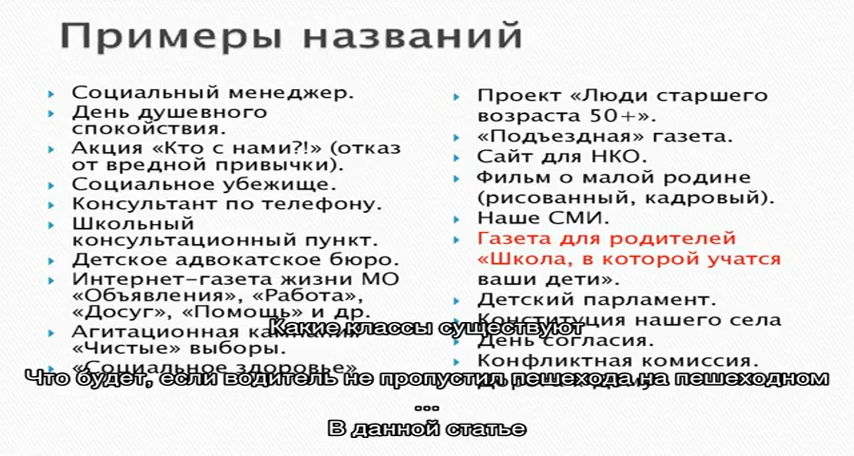 Примеры названий
Социальный менеджер.
День душевного
спокойствия.
Акция «Кто с нами?!» (отказ
от вредной привычки).
Социальное убежище.
Консультант по телефону.
Школьный
консультационный пункт.
Детское адвокатское бюро.
Интернет-газета жизни МО
«Объявления», «Работа»,
«Досуг», «Помощь» и др.
Агитационная кампания
«Чистые» выборы.
«Социальное здоровье»
Проект «Люди старшего
возраста 50+».
«Подъездная» газета.
Сайт для НКО.
Фильм о малой родине
(рисованный, кадровый).
Наше СМИ.
Газета для родителей
«Школа, в которой учатся
ваши дети».
Детский парламент.
Конституция нашего села
День согласия.
Конфликтная комиссия.
Какие классы существуют
Что будет, если водитель не пропустил пешехода на пешеходном
...
В данной статье